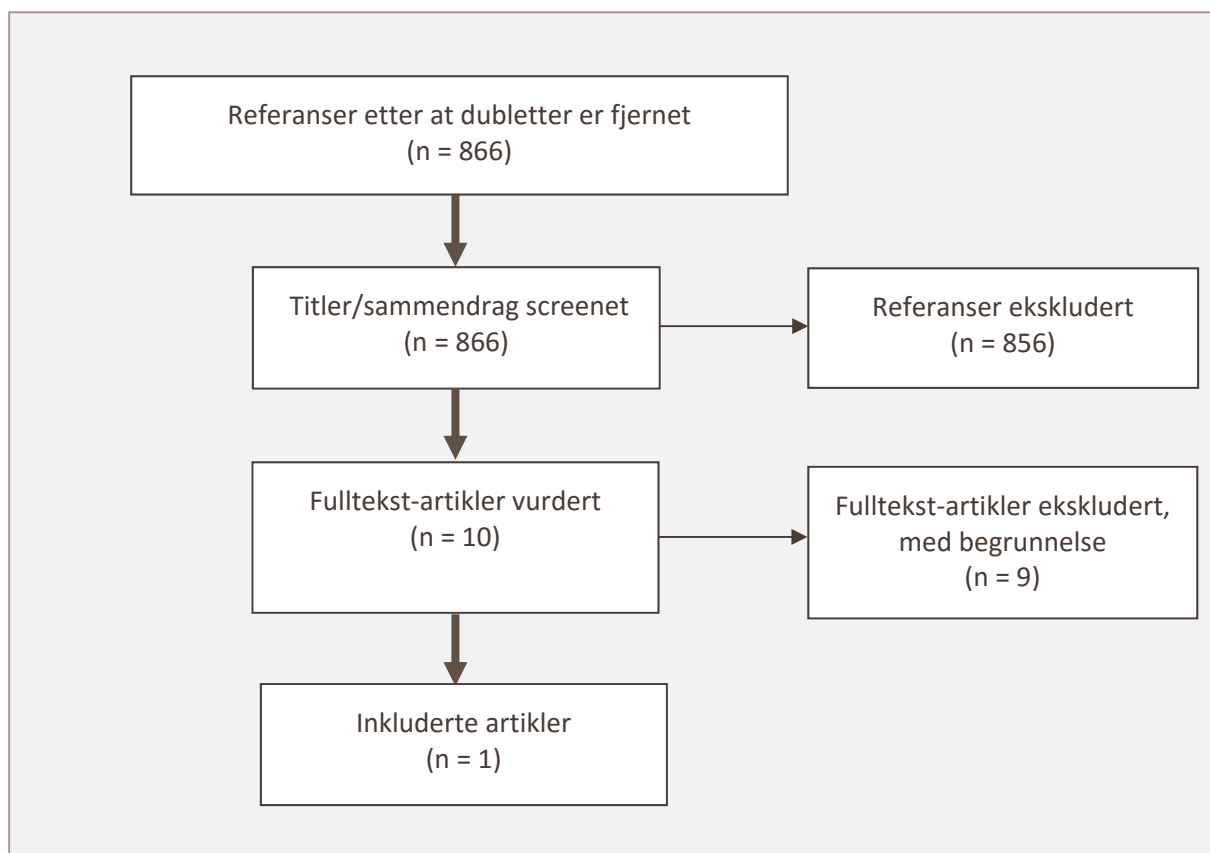 Referanser etter at dubletter er fjernet
(n = 866)
Titler/sammendrag screenet
(n = 866)
Referanser ekskludert
(n = 856)
Fulltekst-artikler vurdert
(n = 10)
Fulltekst-artikler ekskludert,
med begrunnelse
(n = 9)
Inkluderte artikler
(n = 1)